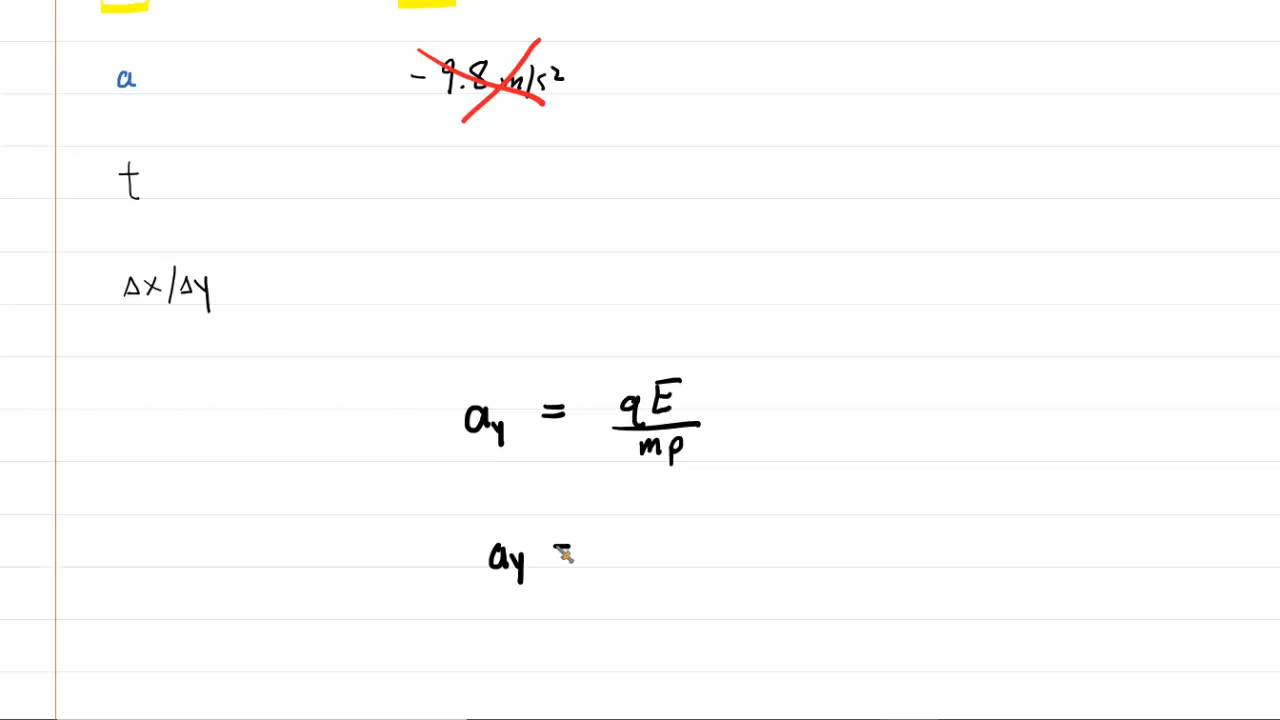 a - 9.8 m/s²
t
Δx/Δy
ay = qE / mp
ay =